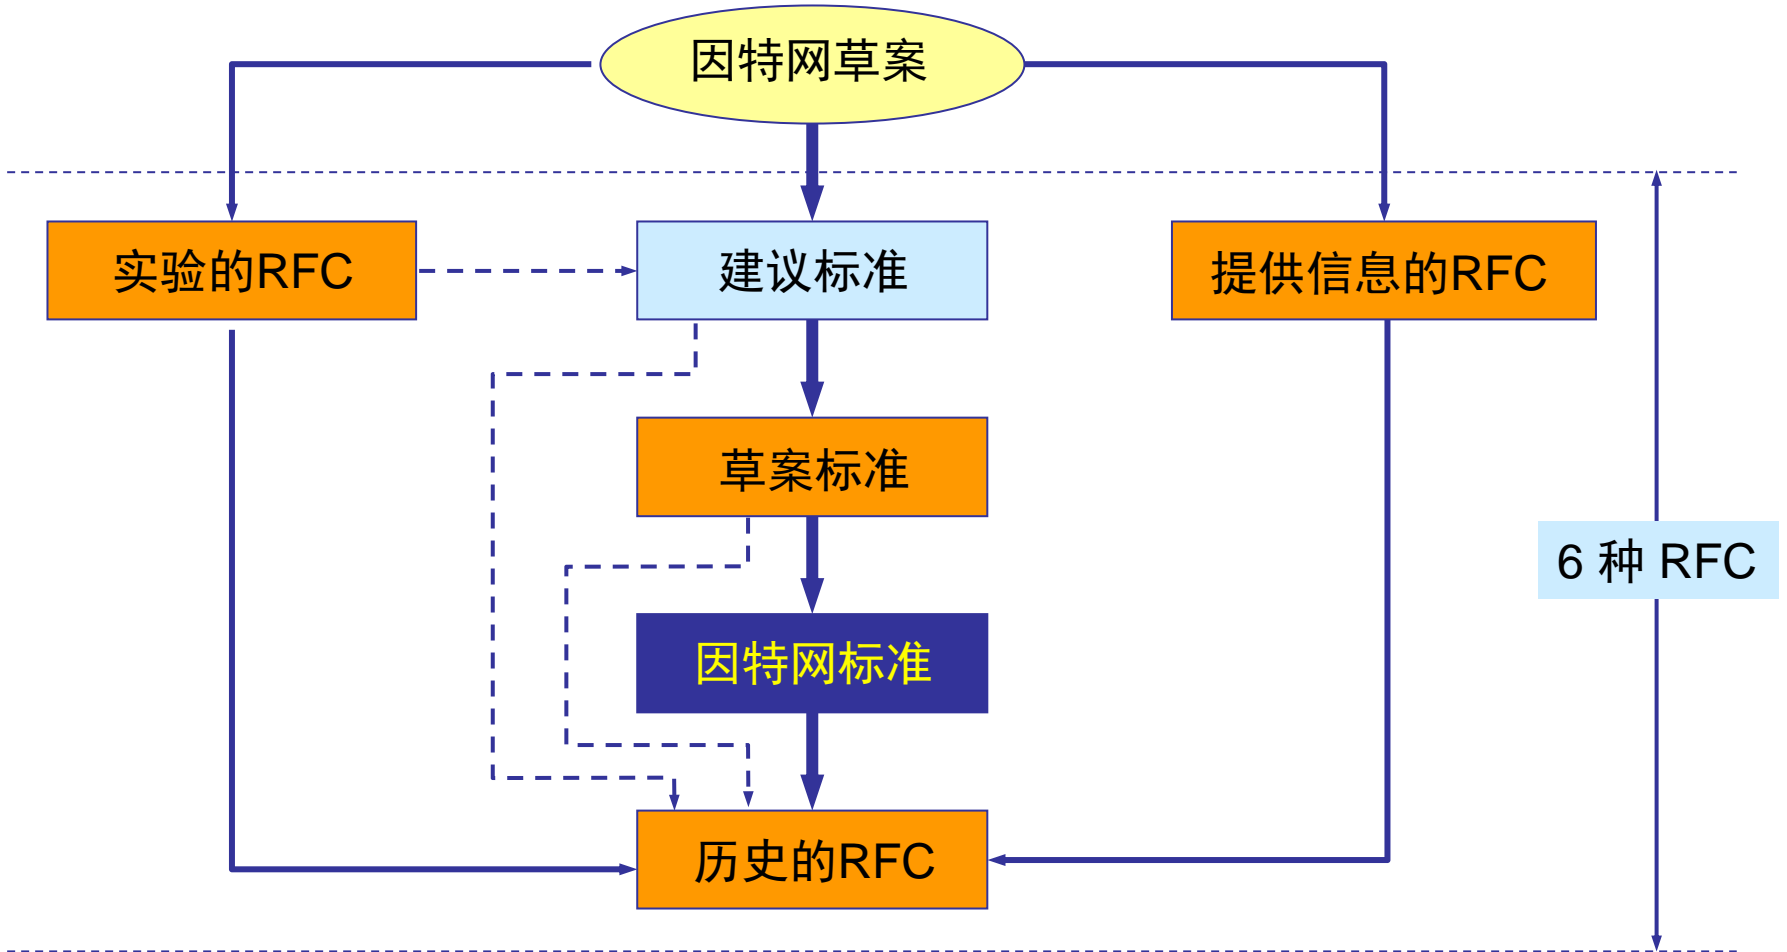 因特网草案
实验的RFC
建议标准
提供信息的RFC
草案标准
6 种 RFC
因特网标准
历史的RFC